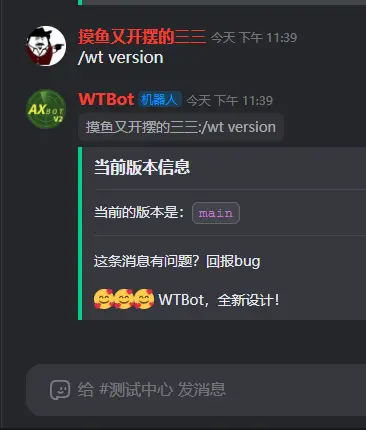 摸鱼又开摆的三三 今天 下午 11:39
/wt version
AXBOT V2
WTBot 机器人 今天 下午 11:39
摸鱼又开摆的三三:/wt version
当前版本信息
当前的版本是：main
这条消息有问题？回报bug
🥰🥰🥰 WTBot，全新设计！
给 #测试中心 发消息